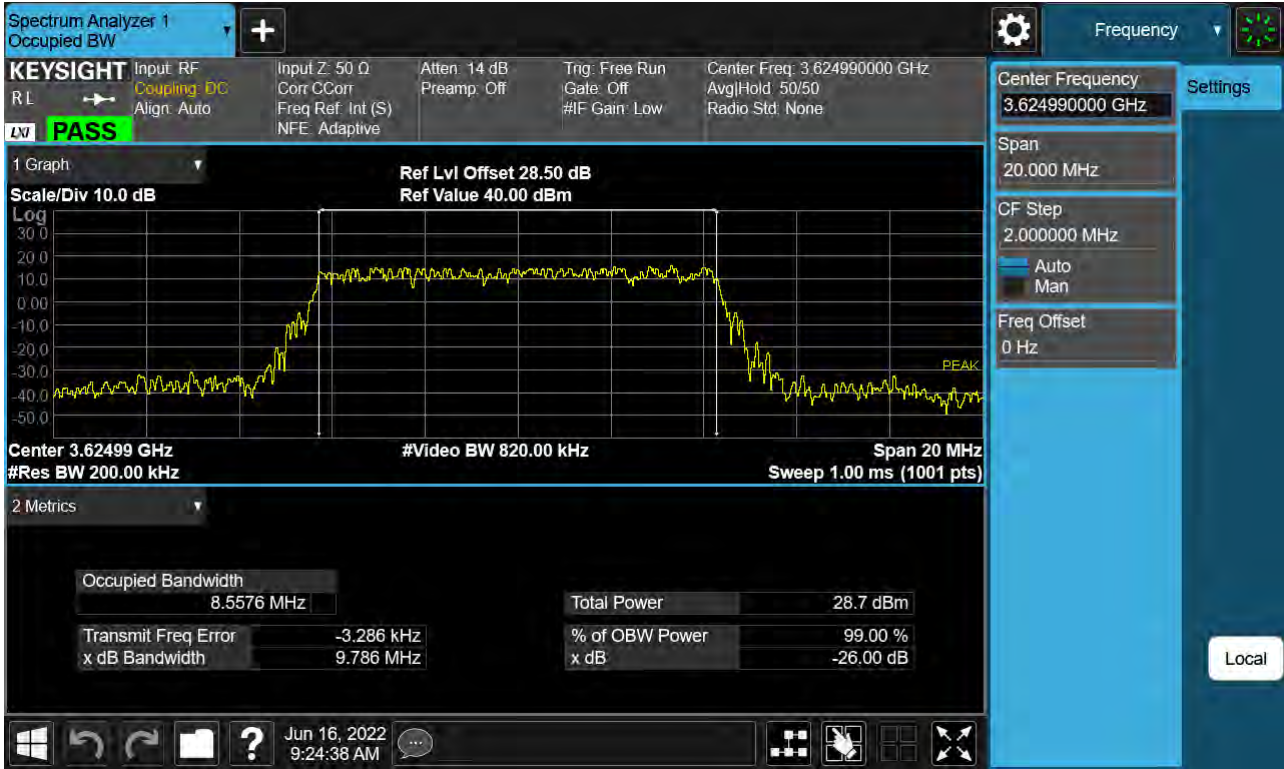 Spectrum Analyzer 1
Occupied BW
+
Frequency
KEYSIGHT
R L
LXI
PASS
Input: RF
Coupling: DC
Align: Auto
Input Z: 50 Ω
Corr CCorr
Freq Ref: Int (S)
NFE: Adaptive
Atten: 14 dB
Preamp: Off
Trig: Free Run
Gate: Off
#IF Gain: Low
Center Freq: 3.624990000 GHz
Avg|Hold: 50/50
Radio Std: None
1 Graph
Scale/Div 10.0 dB
Ref Lvl Offset 28.50 dB
Ref Value 40.00 dBm
Log
30.0
20.0
10.0
0.00
-10.0
-20.0
-30.0
-40.0
-50.0
PEAK
Center 3.62499 GHz
#Res BW 200.00 kHz
#Video BW 820.00 kHz
Span 20 MHz
Sweep 1.00 ms (1001 pts)
2 Metrics
Occupied Bandwidth
8.5576 MHz
Total Power 28.7 dBm
Transmit Freq Error -3.286 kHz
% of OBW Power 99.00 %
x dB Bandwidth 9.786 MHz
x dB -26.00 dB
Center Frequency
3.624990000 GHz
Settings
Span
20.000 MHz
CF Step
2.000000 MHz
Auto
Man
Freq Offset
0 Hz
Local
?
Jun 16, 2022
9:24:38 AM